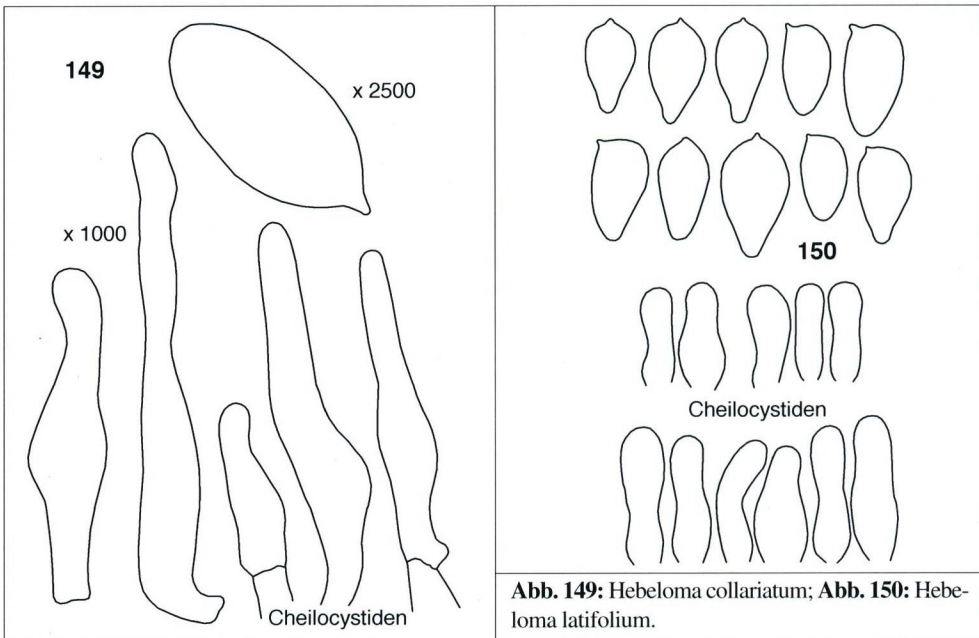 149
x 2500
x 1000
Cheilocystiden
150
Cheilocystiden
Abb. 149: Hebeloma collariatum; Abb. 150: Hebe-
loma latifolium.